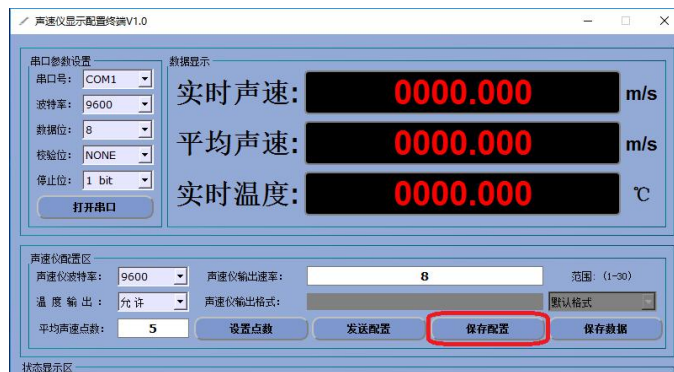 声速仪显示配置终端V1.0
串口参数设置
串口号: COM1
波特率: 9600
数据位: 8
校验位: NONE
停止位: 1 bit
打开串口
数据显示
实时声速: 0000.000 m/s
平均声速: 0000.000 m/s
实时温度: 0000.000 ℃
声速仪配置区
声速仪波特率: 9600 声速仪输出速率: 8 范围: (1-30)
温度输出: 允许 声速仪输出格式: 默认格式
平均声速点数: 5 设置点数 发送配置 保存配置 保存数据
状态显示区